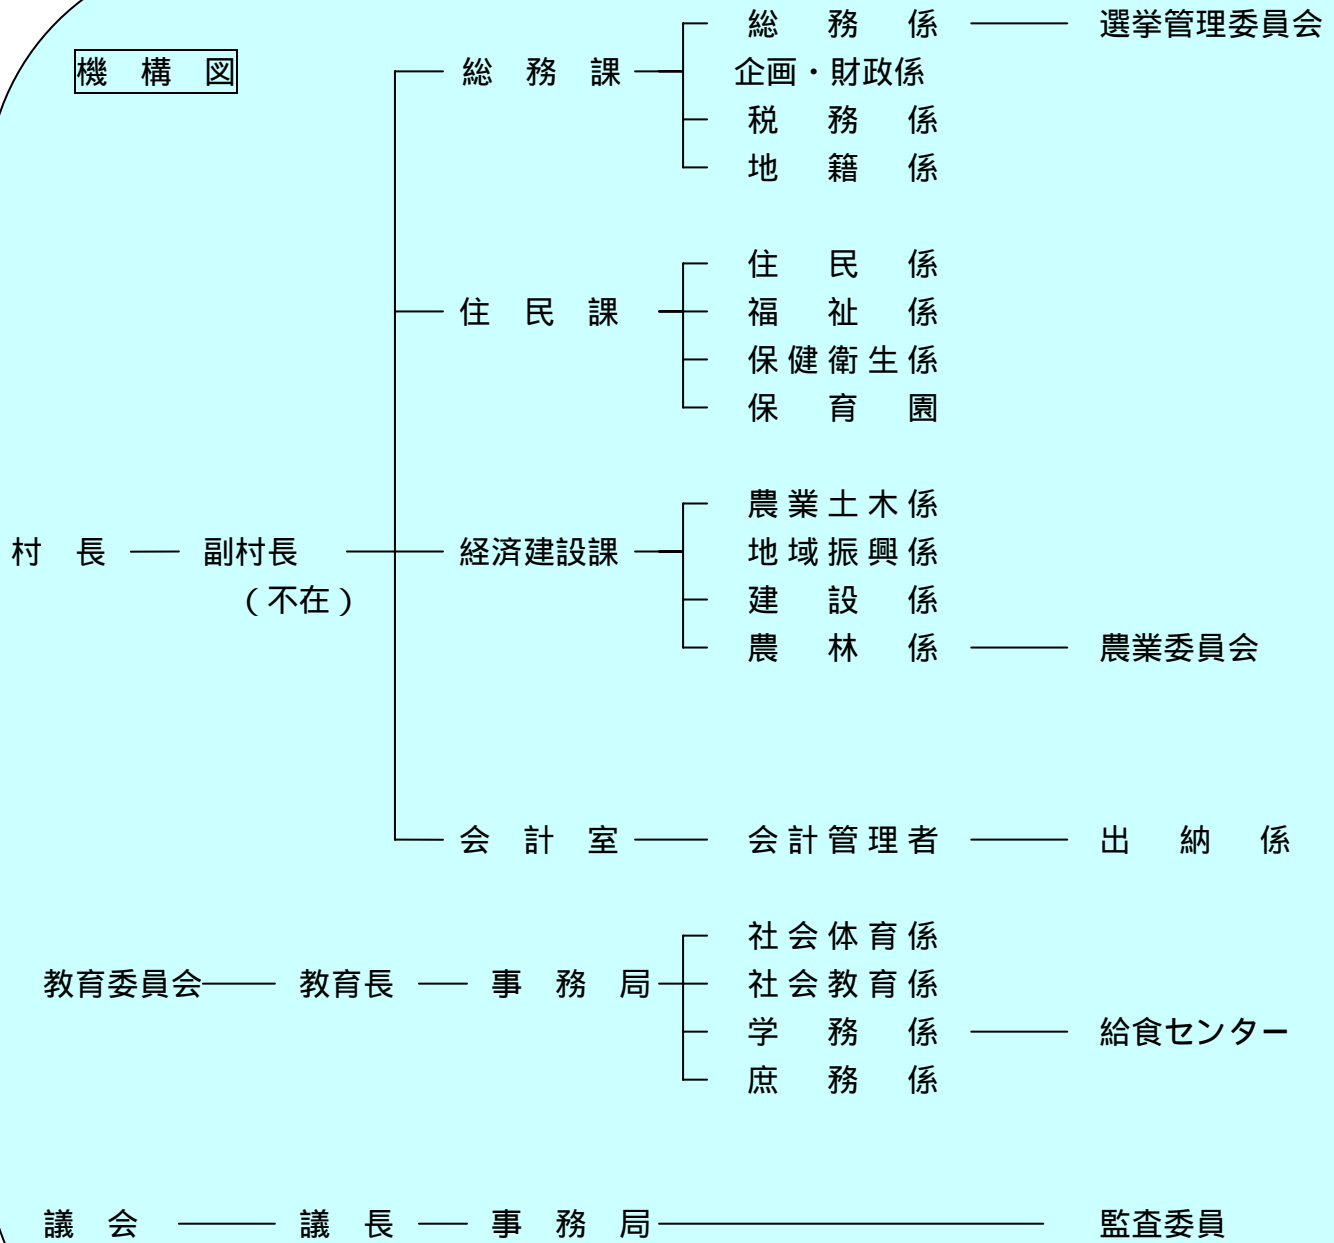 総務係 選挙管理委員会
機構図 総務課 企画・財政係
税務係
地籍係
住民係
住民課 福祉係
保健衛生係
保育園
農業土木係
村長 副村長 経済建設課 地域振興係
（不在） 建設係
農林係 農業委員会
会計室 会計管理者 出納係
社会体育係
教育委員会 教育長 事務局 社会教育係
学務係 給食センター
庶務係
議会 議長 事務局 監査委員